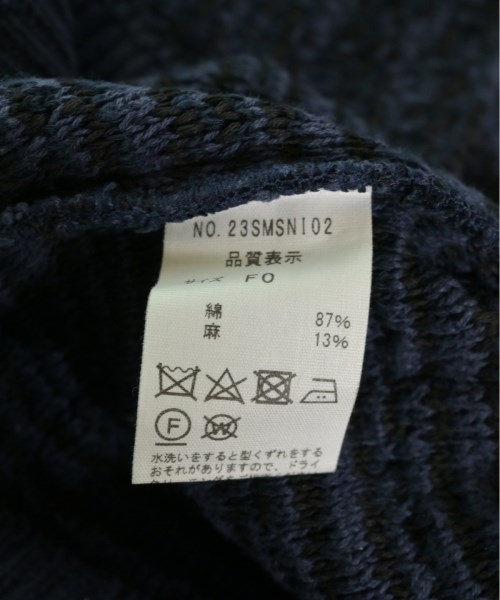 NO.23SMSNI02
品質表示
サイズ F0
綿 87%
麻 13%
F
W
水洗いをすると型くずれをする
おそれがありますので、ドライ